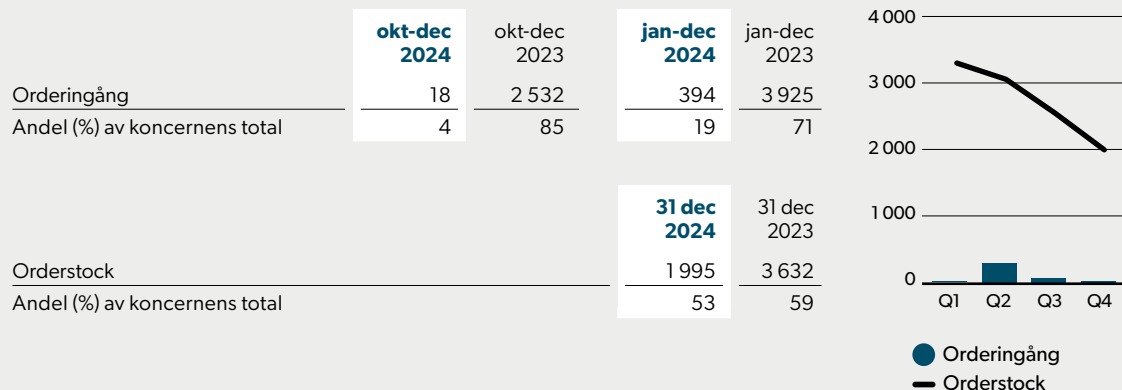 okt-dec 2024 okt-dec 2023 jan-dec 2024 jan-dec 2023
Orderingång 18 2 532 394 3 925
Andel (%) av koncernens total 4 85 19 71
31 dec 2024 31 dec 2023
Orderstock 1 995 3 632
Andel (%) av koncernens total 53 59
4 000
3 000
2 000
1 000
0
Q1 Q2 Q3 Q4
Orderingång
Orderstock